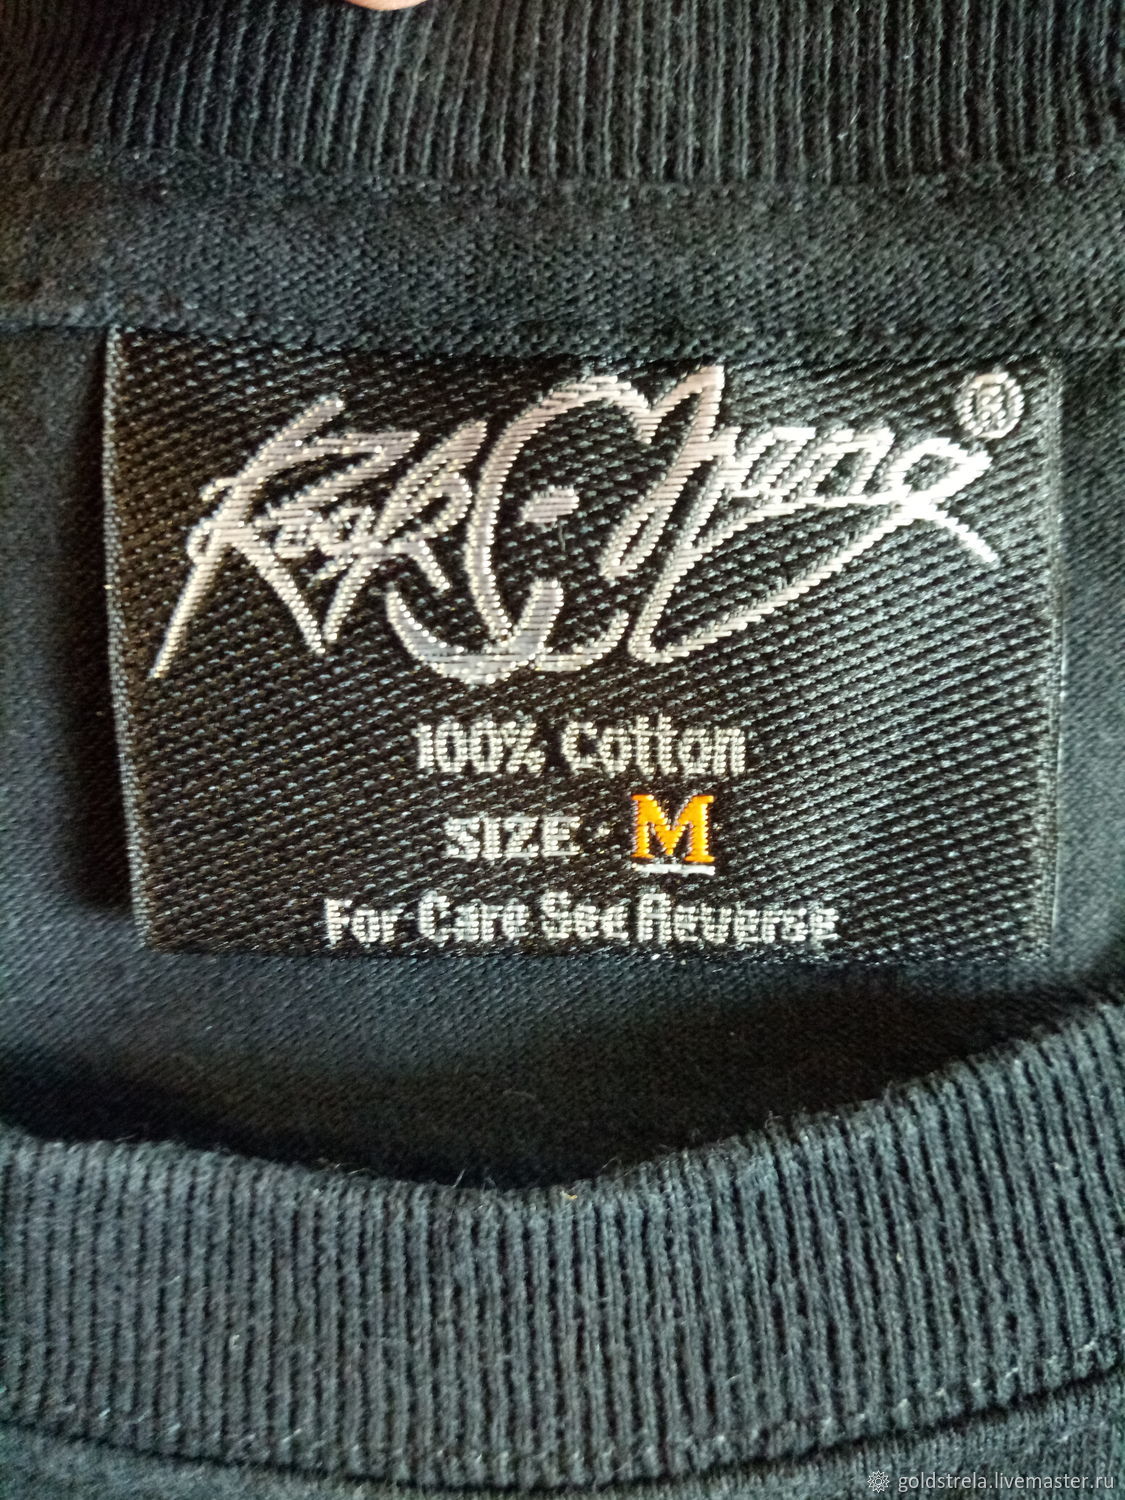 Rock Chang ®
100% Cotton
SIZE · M
For Care See Reverse
goldstrela.livemaster.ru